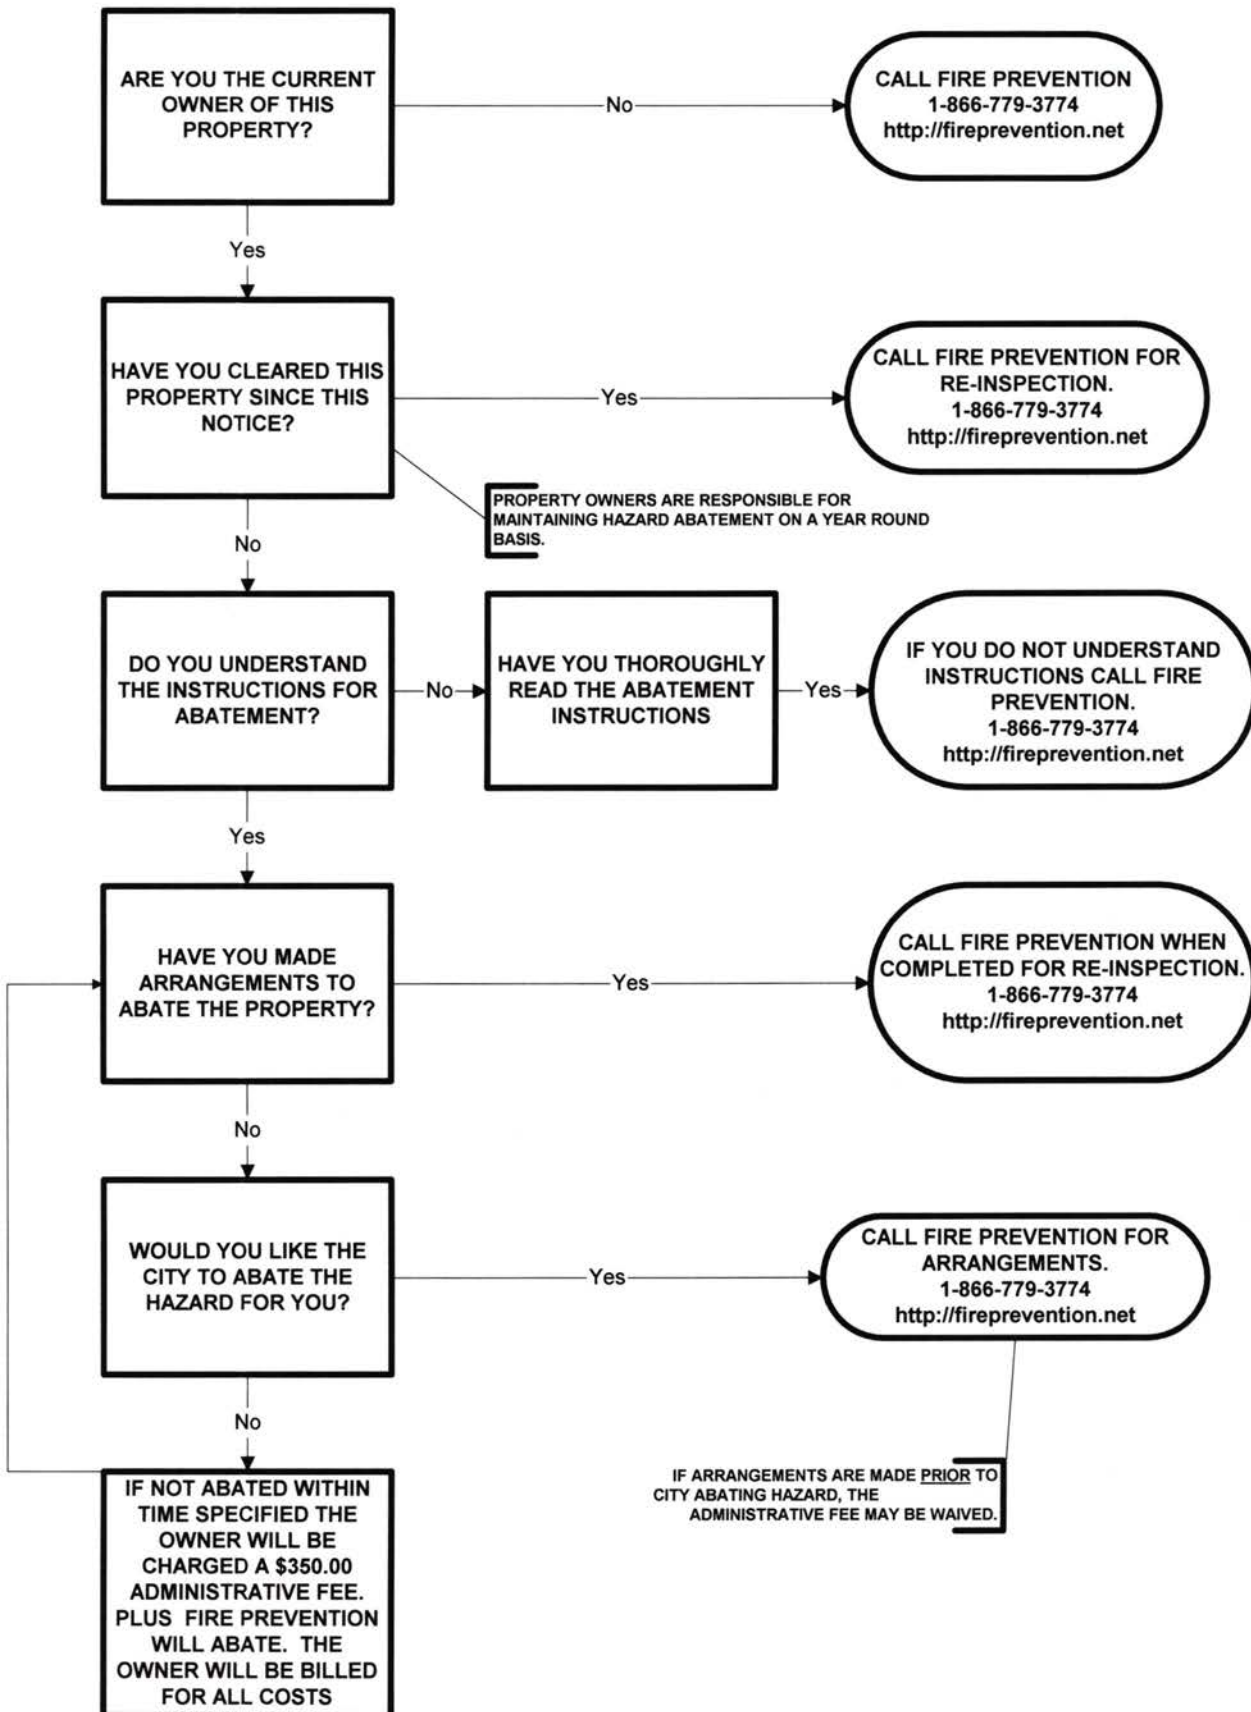 ARE YOU THE CURRENT
OWNER OF THIS
PROPERTY?
No
CALL FIRE PREVENTION
1-866-779-3774
http://fireprevention.net
Yes
HAVE YOU CLEARED THIS
PROPERTY SINCE THIS
NOTICE?
Yes
CALL FIRE PREVENTION FOR
RE-INSPECTION.
1-866-779-3774
http://fireprevention.net
PROPERTY OWNERS ARE RESPONSIBLE FOR
MAINTAINING HAZARD ABATEMENT ON A YEAR ROUND
BASIS.
No
DO YOU UNDERSTAND
THE INSTRUCTIONS FOR
ABATEMENT?
No
HAVE YOU THOROUGHLY
READ THE ABATEMENT
INSTRUCTIONS
Yes
IF YOU DO NOT UNDERSTAND
INSTRUCTIONS CALL FIRE
PREVENTION.
1-866-779-3774
http://fireprevention.net
Yes
HAVE YOU MADE
ARRANGEMENTS TO
ABATE THE PROPERTY?
Yes
CALL FIRE PREVENTION WHEN
COMPLETED FOR RE-INSPECTION.
1-866-779-3774
http://fireprevention.net
No
WOULD YOU LIKE THE
CITY TO ABATE THE
HAZARD FOR YOU?
Yes
CALL FIRE PREVENTION FOR
ARRANGEMENTS.
1-866-779-3774
http://fireprevention.net
No
IF ARRANGEMENTS ARE MADE PRIOR TO
CITY ABATING HAZARD, THE
ADMINISTRATIVE FEE MAY BE WAIVED.
IF NOT ABATED WITHIN
TIME SPECIFIED THE
OWNER WILL BE
CHARGED A $350.00
ADMINISTRATIVE FEE.
PLUS FIRE PREVENTION
WILL ABATE. THE
OWNER WILL BE BILLED
FOR ALL COSTS